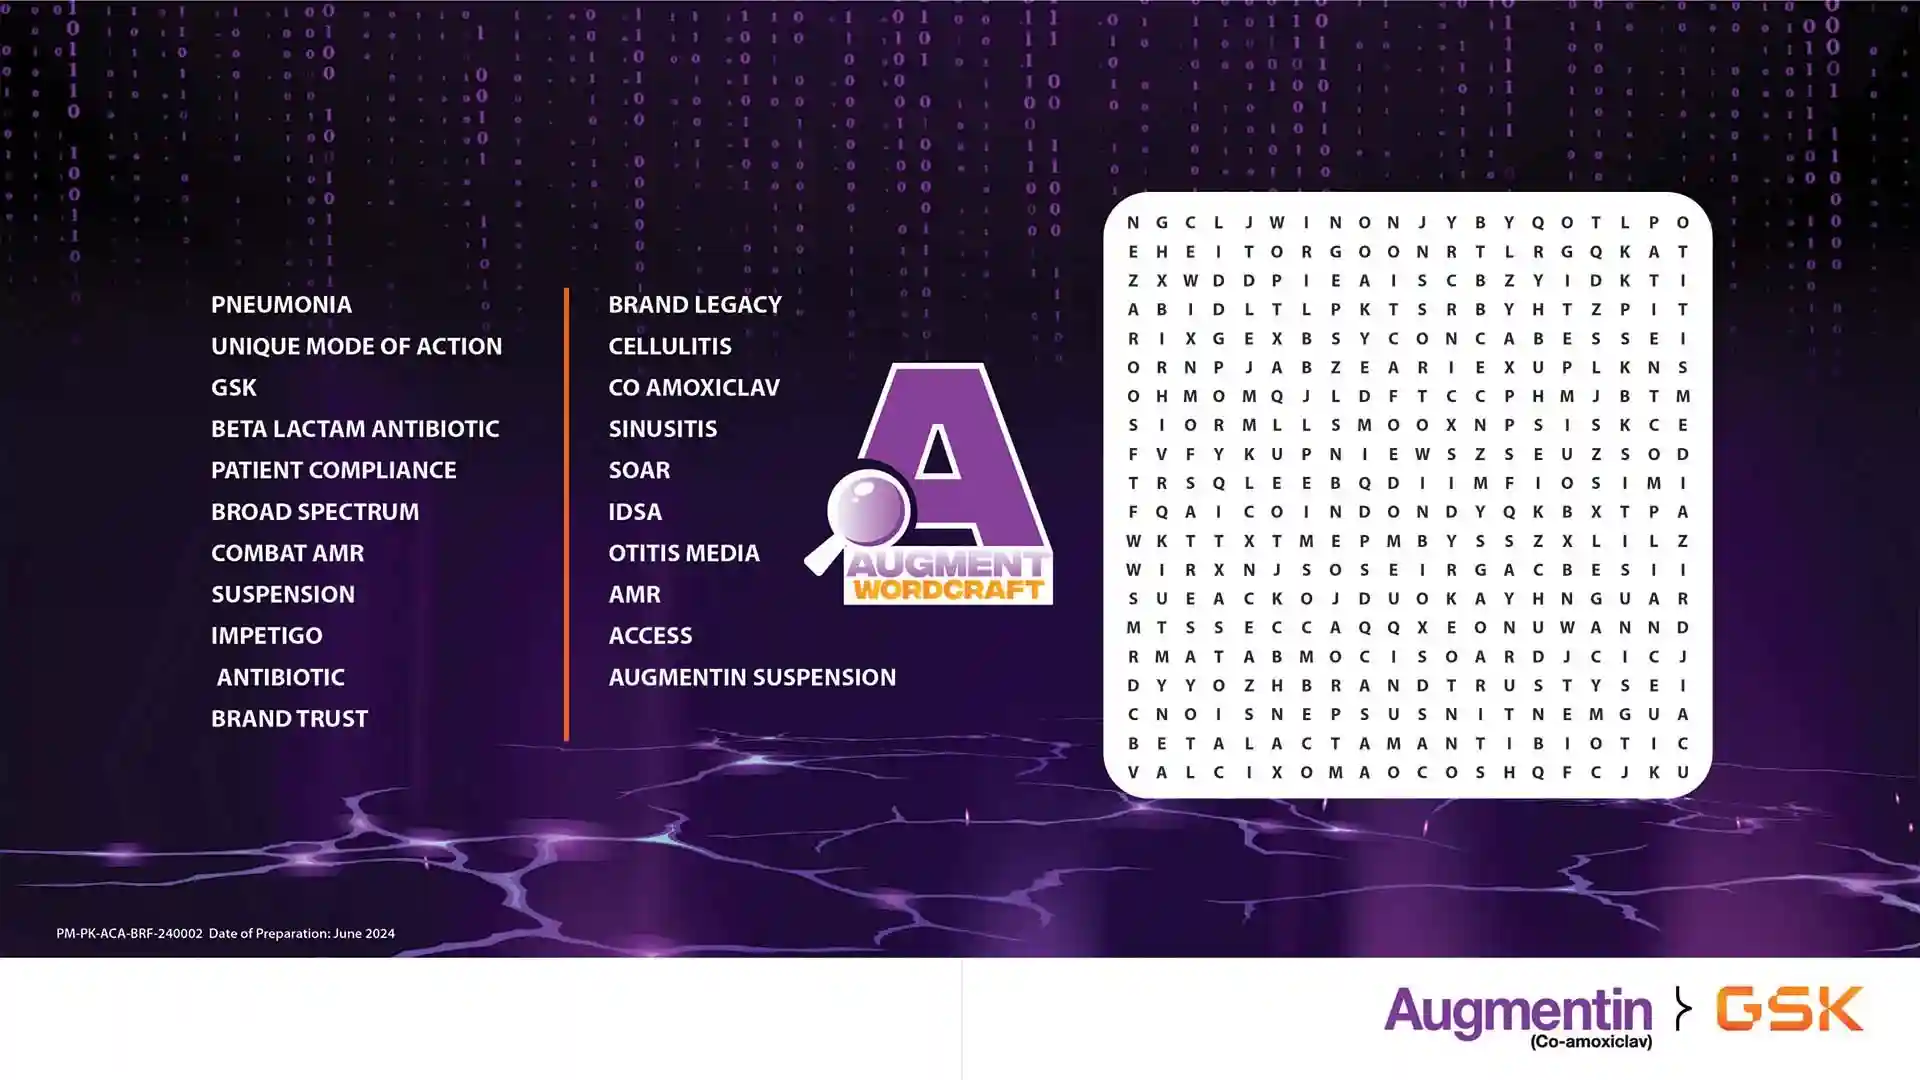 PNEUMONIA
UNIQUE MODE OF ACTION
GSK
BETA LACTAM ANTIBIOTIC
PATIENT COMPLIANCE
BROAD SPECTRUM
COMBAT AMR
SUSPENSION
IMPETIGO
ANTIBIOTIC
BRAND TRUST
BRAND LEGACY
CELLULITIS
CO AMOXICLAV
SINUSITIS
SOAR
IDSA
OTITIS MEDIA
AMR
ACCESS
AUGMENTIN SUSPENSION
A
AUGMENT
WORDCRAFT
N G C L J W I N O N J Y B Y Q O T L P O
E H E I T O R G O O N R T L R G Q K A T
Z X W D D P I E A I S C B Z Y I D K T I
A B I D L T L P K T S R B Y H T Z P I T
R I X G E X B S Y C O N C A B E S S E I
O R N P J A B Z E A R I E X U P L K N S
O H M O M Q J L D F T C C P H M J B T M
S I O R M L L S M O O X N P S I S K C E
F V F Y K U P N I E W S Z S E U Z S O D
T R S Q L E E B Q D I I M F I O S I M I
F Q A I C O I N D O N D Y Q K B X T P A
W K T T X T M E P M B Y S S Z X L I L Z
W I R X N J S O S E I R G A C B E S I I
S U E A C K O J D U O K A Y H N G U A R
M T S S E C C A Q Q X E O N U W A N N D
R M A T A B M O C I S O A R D J C I C J
D Y Y O Z H B R A N D T R U S T Y S E I
C N O I S N E P S U S N I T N E M G U A
B E T A L A C T A M A N T I B I O T I C
V A L C I X O M A O C O S H Q F C J K U
PM-PK-ACA-BRF-240002 Date of Preparation: June 2024
Augmentin
(Co-amoxiclav)
GSK